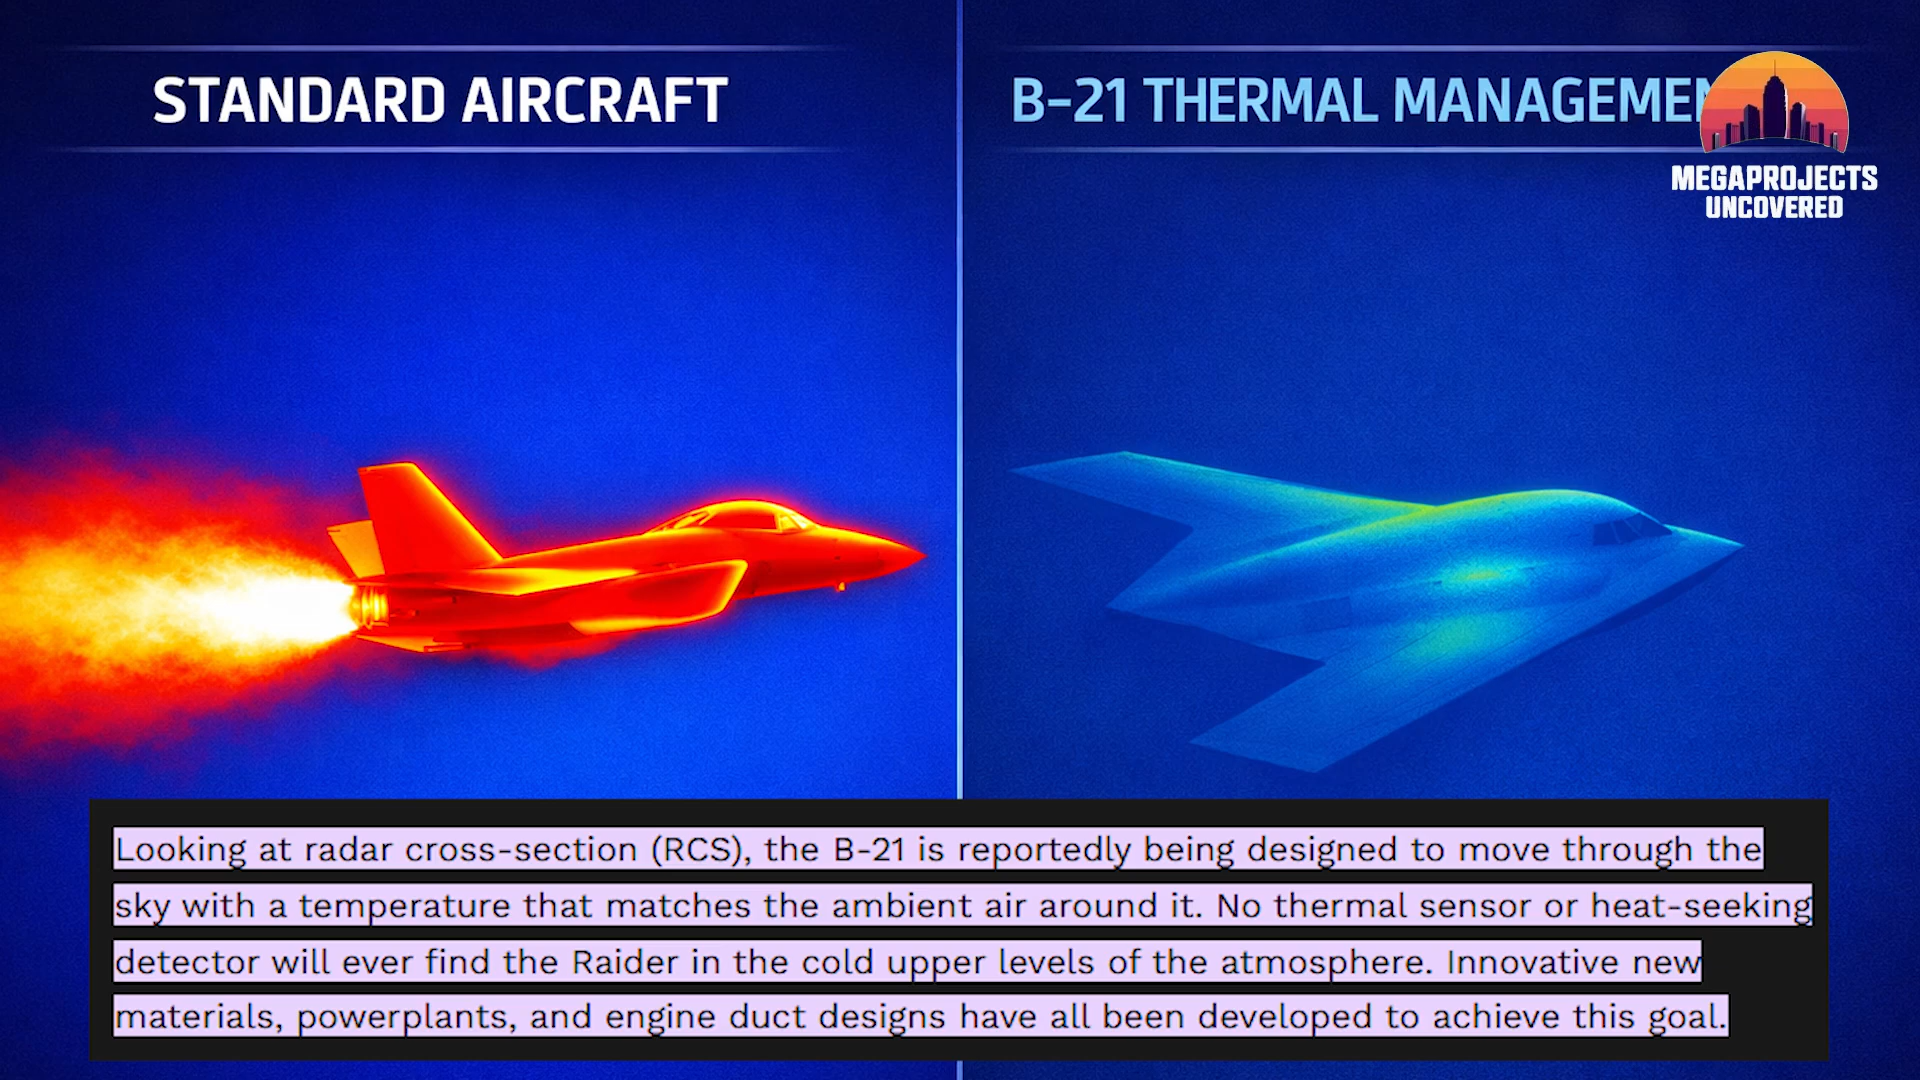 STANDARD AIRCRAFT
B-21 THERMAL MANAGEMEN
MEGAPROJECTS
UNCOVERED
Looking at radar cross-section (RCS), the B-21 is reportedly being designed to move through the
sky with a temperature that matches the ambient air around it. No thermal sensor or heat-seeking
detector will ever find the Raider in the cold upper levels of the atmosphere. Innovative new
materials, powerplants, and engine duct designs have all been developed to achieve this goal.